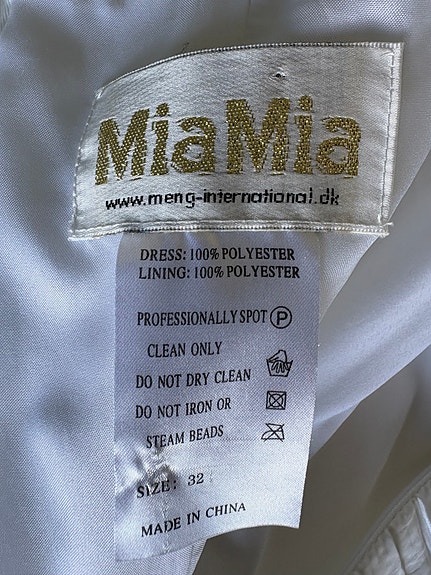 MiaMia
www.meng-international.dk
DRESS: 100% POLYESTER
LINING: 100% POLYESTER
PROFESSIONALLY SPOT P
CLEAN ONLY
DO NOT DRY CLEAN
DO NOT IRON OR
STEAM BEADS
SIZE: 32
MADE IN CHINA